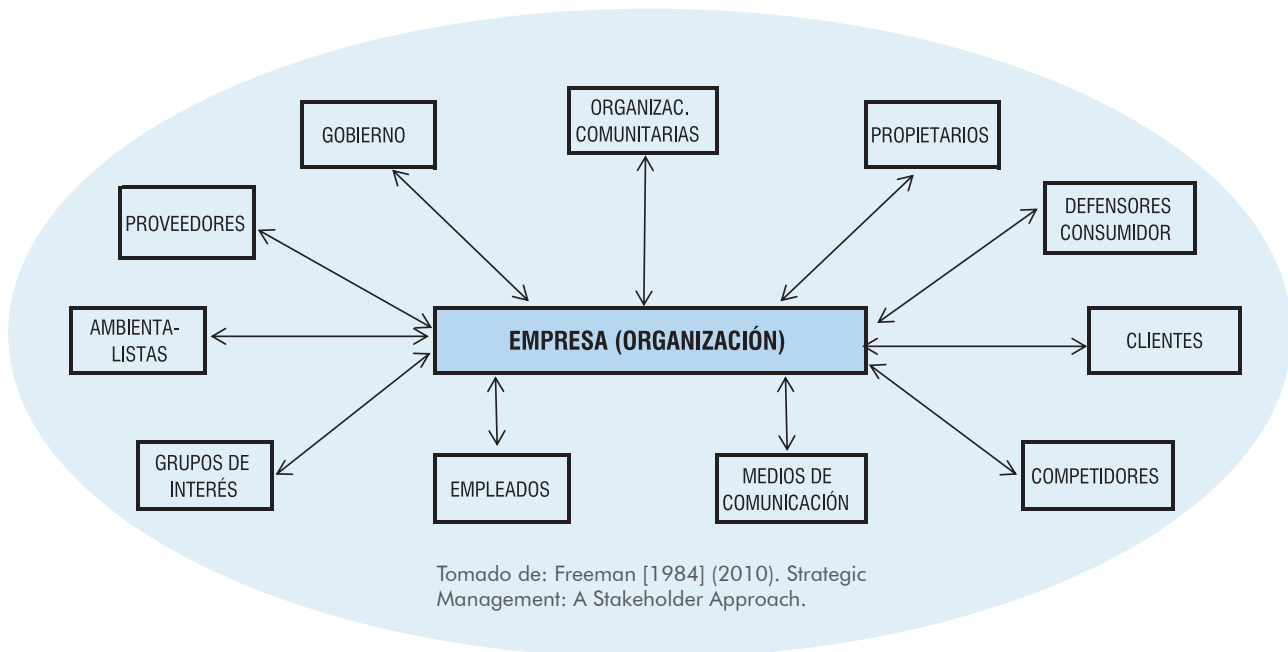 GOBIERNO
ORGANIZAC.
COMUNITARIAS
PROPIETARIOS
PROVEEDORES
DEFENSORES
CONSUMIDOR
AMBIENTA-
LISTAS
EMPRESA (ORGANIZACIÓN)
CLIENTES
GRUPOS DE
INTERÉS
EMPLEADOS
MEDIOS DE
COMUNICACIÓN
COMPETIDORES
Tomado de: Freeman [1984] (2010). Strategic
Management: A Stakeholder Approach.